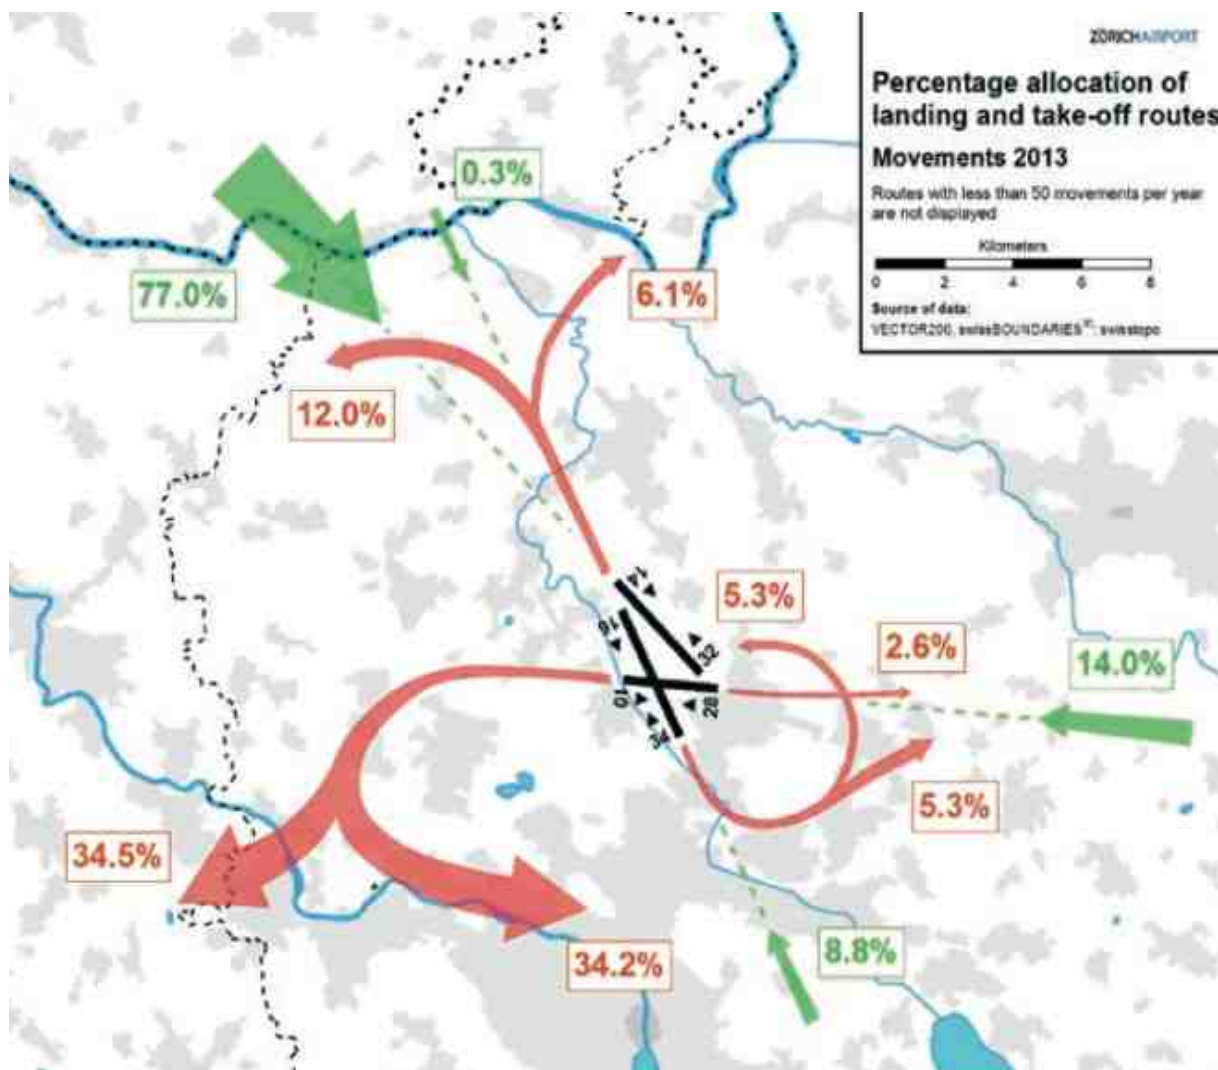 ZÜRICHAIRPORT
Percentage allocation of
landing and take-off routes
Movements 2013
Routes with less than 50 movements per year
are not displayed
Kilometers
0 2 4 6 8
Source of data:
VECTOR200, swissBOUNDARIES3D: swisstopo
0.3%
77.0%
6.1%
12.0%
14
5.3%
16
32
2.6%
14.0%
10
28
34
5.3%
34.5%
8.8%
34.2%